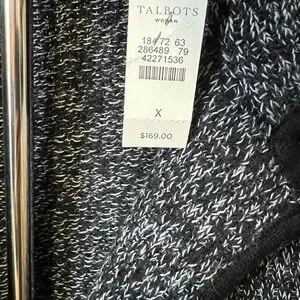 TALBOTS
WOMAN
18472 63
286489 79
42271536
X
$169.00